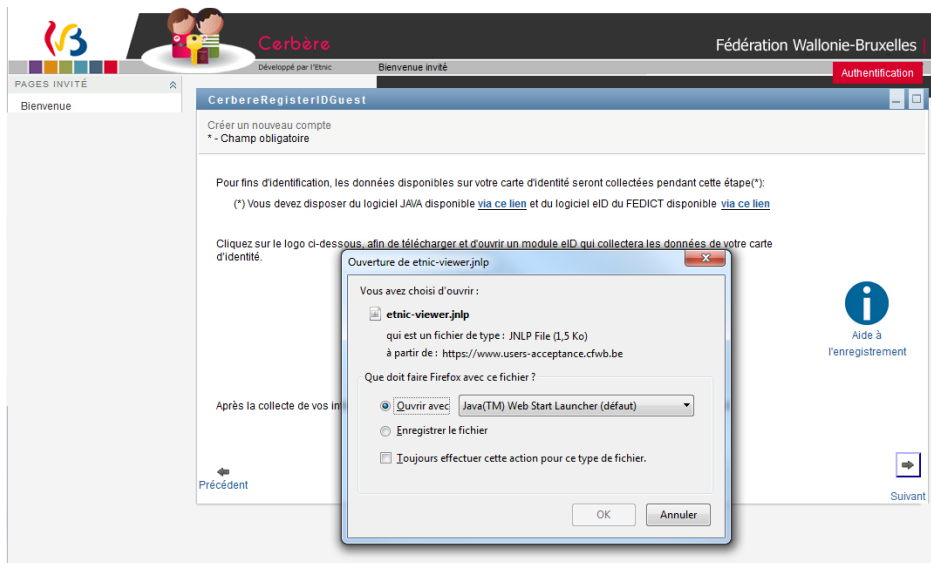 Cerbère
Fédération Wallonie-Bruxelles
Développé par l'Etnic
Bienvenue invité
Authentification
PAGES INVITÉ
Bienvenue
CerbereRegisterIDGuest
Créer un nouveau compte
* - Champ obligatoire
Pour fins d'identification, les données disponibles sur votre carte d'identité seront collectées pendant cette étape(*):
(*) Vous devez disposer du logiciel JAVA disponible via ce lien et du logiciel eID du FEDICT disponible via ce lien
Cliquez sur le logo ci-dessous, afin de télécharger et d'ouvrir un module eID qui collectera les données de votre carte
d'identité.
Ouverture de etnic-viewer.jnlp
Vous avez choisi d'ouvrir :
etnic-viewer.jnlp
qui est un fichier de type : JNLP File (1,5 Ko)
à partir de : https://www.users-acceptance.cfwb.be
Que doit faire Firefox avec ce fichier ?
Ouvrir avec Java(TM) Web Start Launcher (défaut)
Enregistrer le fichier
Toujours effectuer cette action pour ce type de fichier.
OK
Annuler
Aide à
l'enregistrement
Après la collecte de vos in
Précédent
Suivant